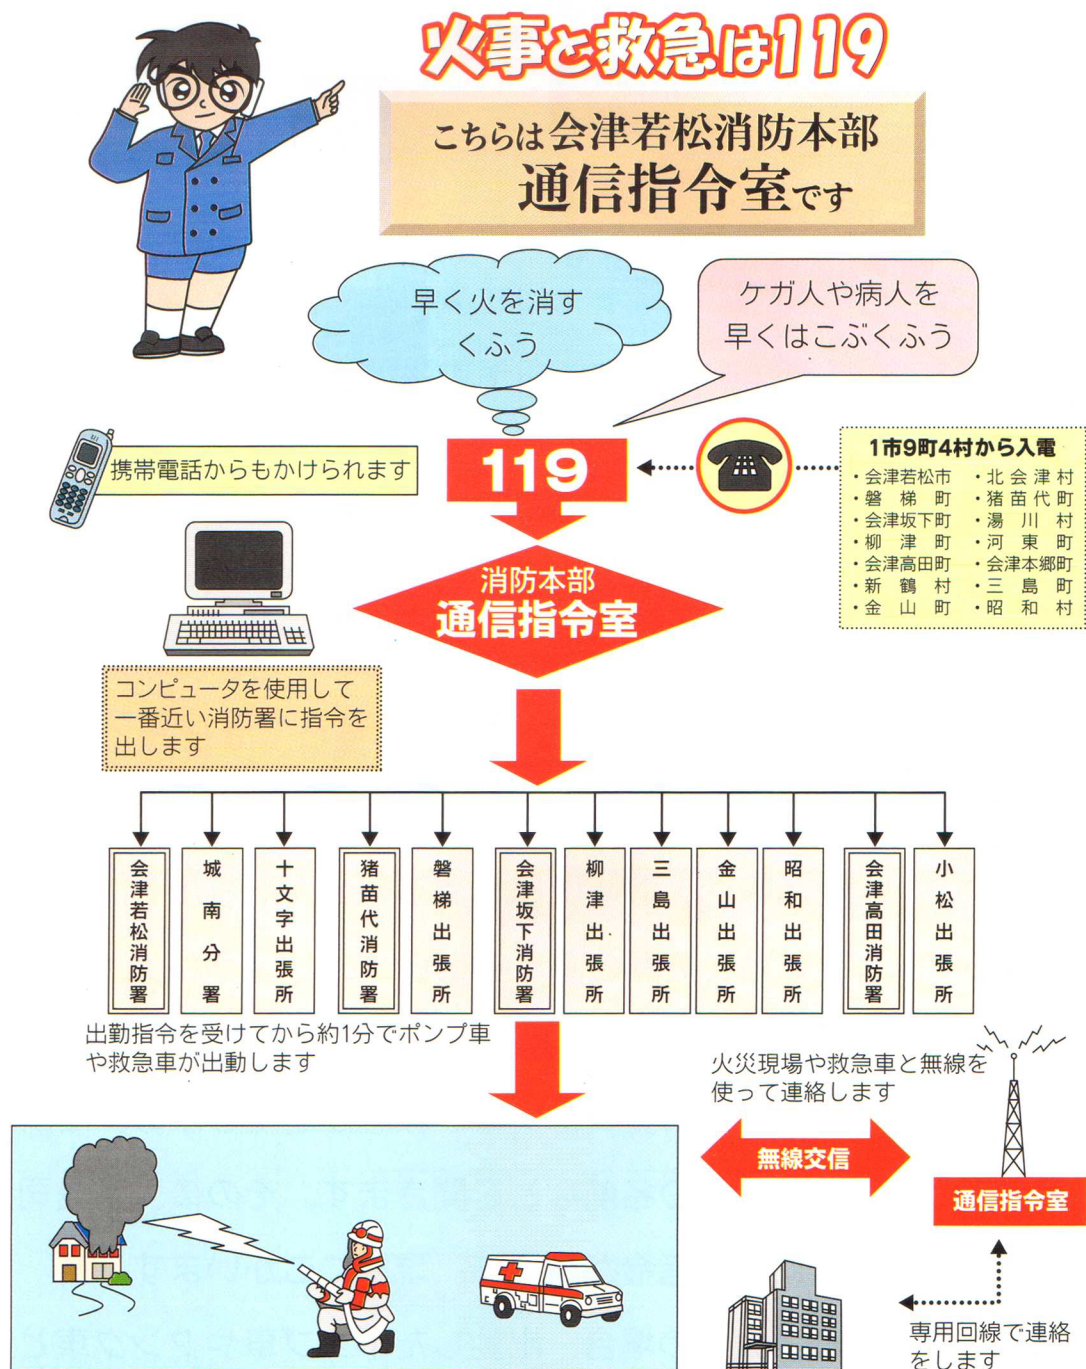 火事と救急は119
こちらは会津若松消防本部
通信指令室です
早く火を消す
くふう
ケガ人や病人を
早くはこぶくふう
携帯電話からもかけられます
119
1市9町4村から入電
・会津若松市 ・北会津村
・磐梯町 ・猪苗代町
・会津坂下町 ・湯川村
・柳津町 ・河東町
・会津高田町 ・会津本郷町
・新鶴村 ・三島町
・金山町 ・昭和村
消防本部
通信指令室
コンピュータを使用して
一番近い消防署に指令を
出します
会津若松消防署
城南分署
十文字出張所
猪苗代消防署
磐梯出張所
会津坂下消防署
柳津出張所
三島出張所
金山出張所
昭和出張所
会津高田消防署
小松出張所
出勤指令を受けてから約1分でポンプ車
や救急車が出動します
火災現場や救急車と無線を
使って連絡します
無線交信
通信指令室
専用回線で連絡
をします